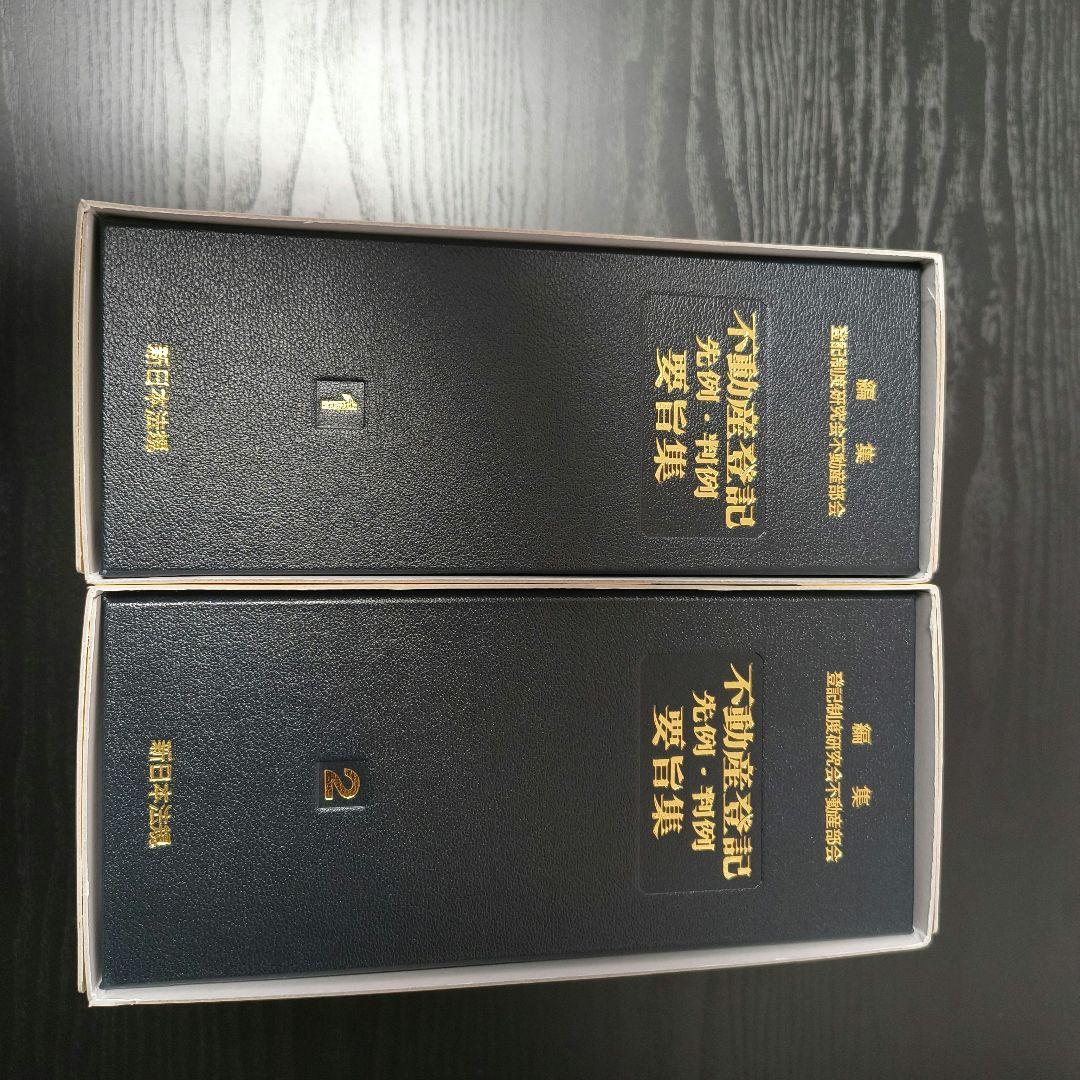 編集
登記制度研究会不動産部会
不動産登記
先例・判例
要旨集
1
新日本法規
編集
登記制度研究会不動産部会
不動産登記
先例・判例
要旨集
2
新日本法規